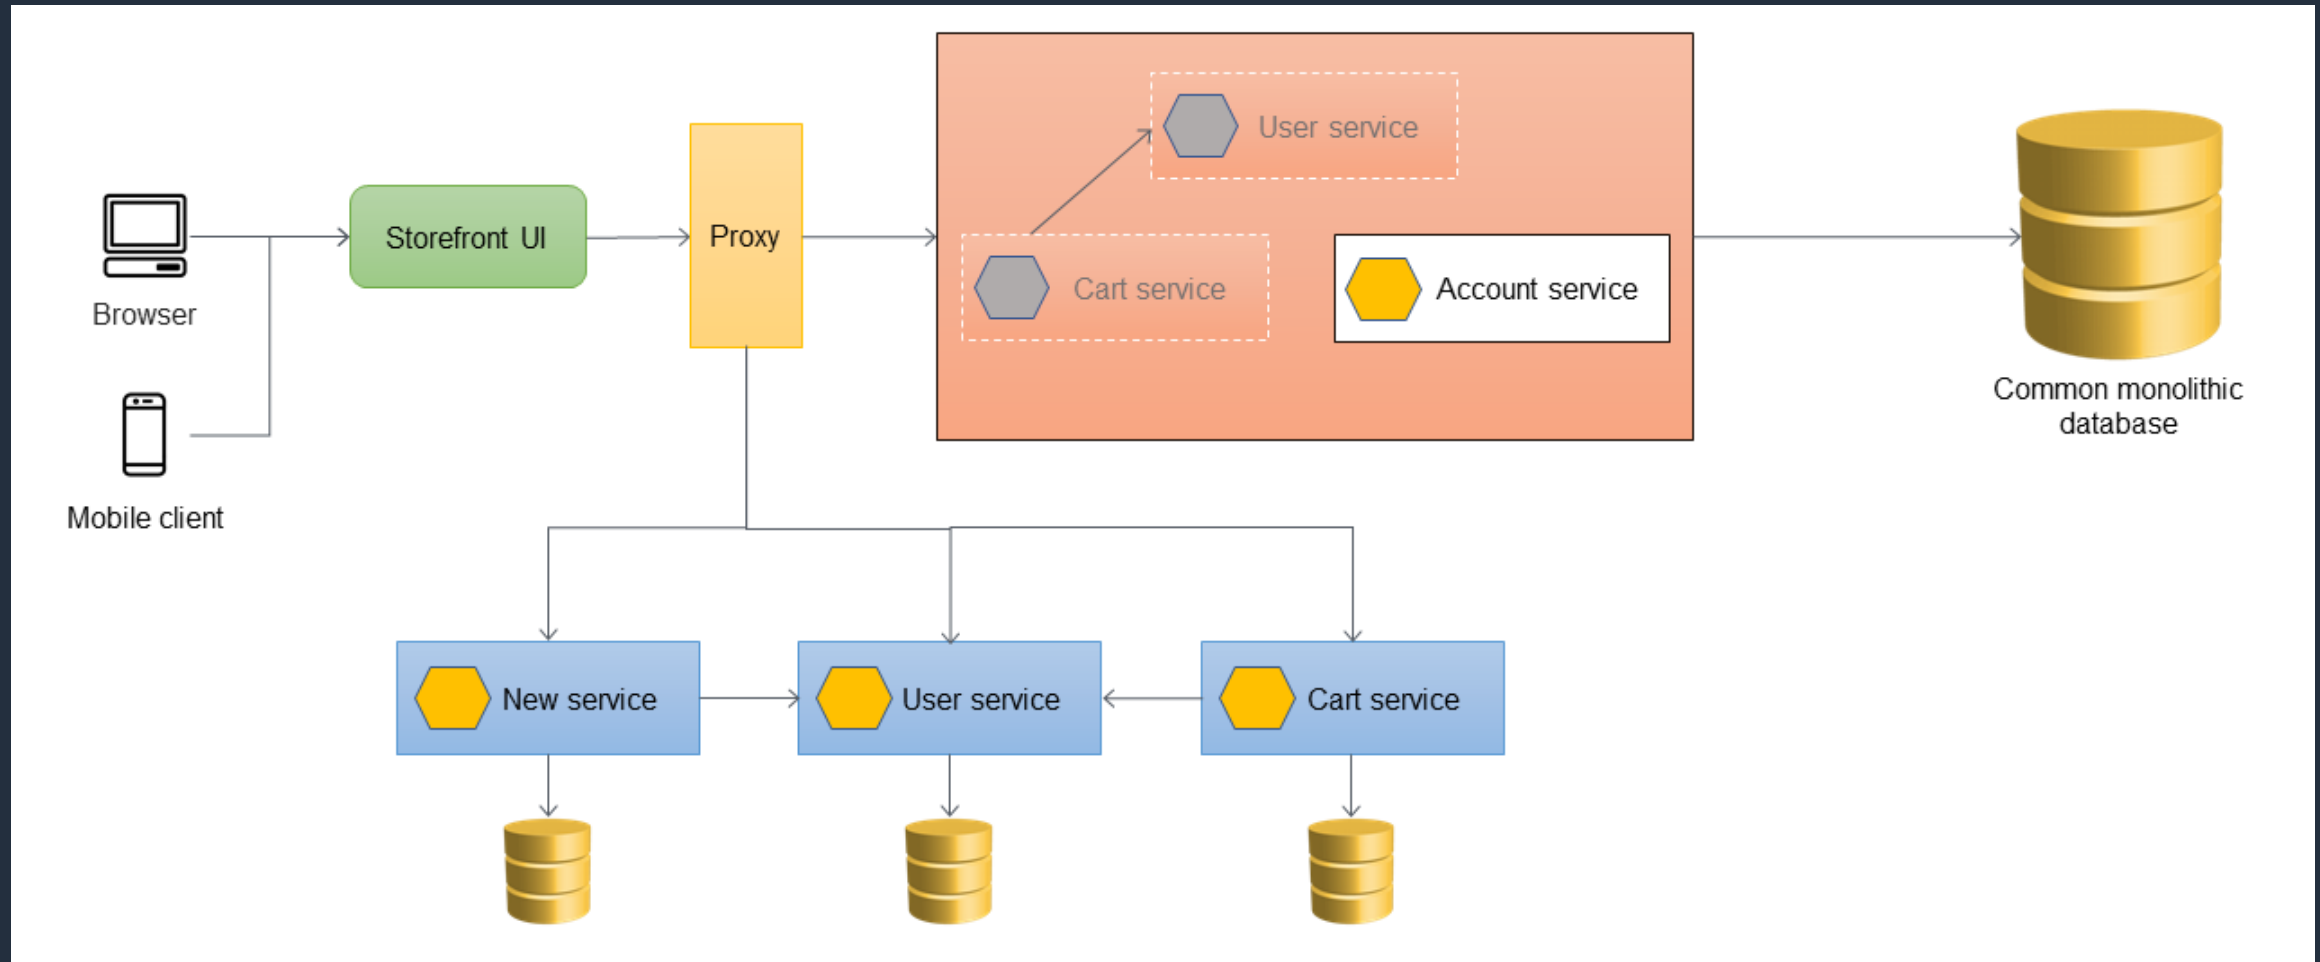 User service
Storefront UI
Proxy
Cart service
Account service
Browser
Common monolithic
database
Mobile client
New service
User service
Cart service